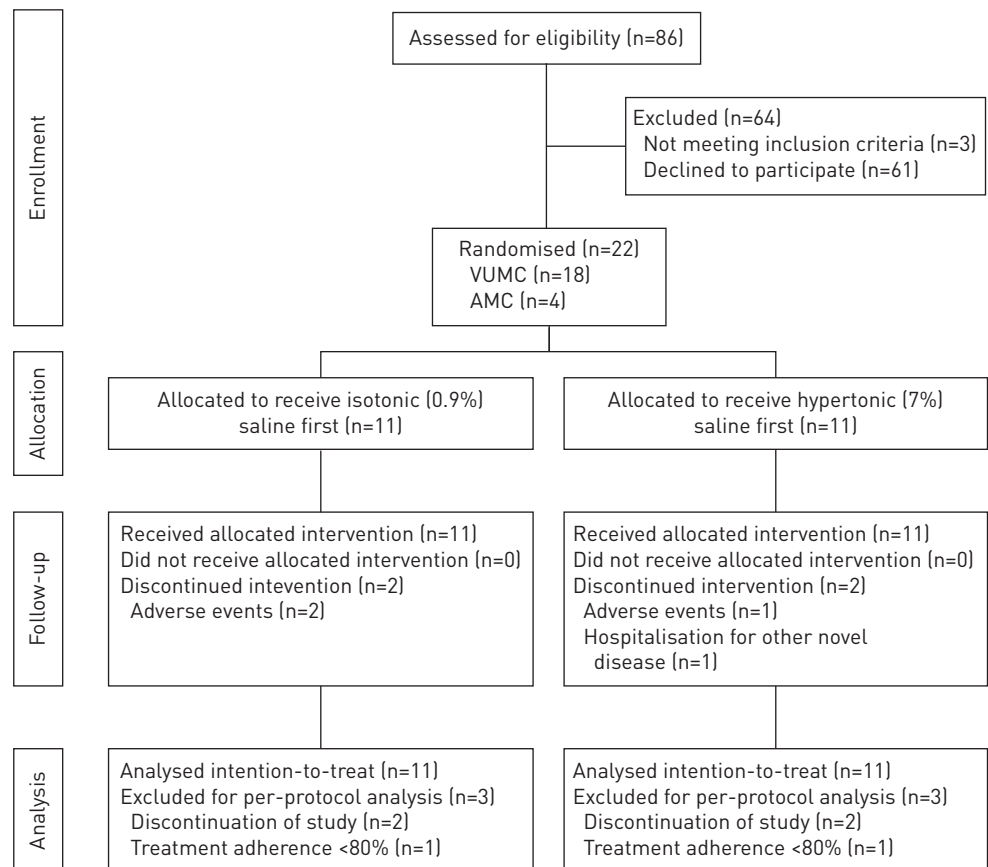 Enrollment
Assessed for eligibility (n=86)
Excluded (n=64)
Not meeting inclusion criteria (n=3)
Declined to participate (n=61)
Randomised (n=22)
VUMC (n=18)
AMC (n=4)
Allocation
Allocated to receive isotonic (0.9%)
saline first (n=11)
Allocated to receive hypertonic (7%)
saline first (n=11)
Follow-up
Received allocated intervention (n=11)
Did not receive allocated intervention (n=0)
Discontinued intevention (n=2)
Adverse events (n=2)
Received allocated intervention (n=11)
Did not receive allocated intervention (n=0)
Discontinued intervention (n=2)
Adverse events (n=1)
Hospitalisation for other novel
disease (n=1)
Analysis
Analysed intention-to-treat (n=11)
Excluded for per-protocol analysis (n=3)
Discontinuation of study (n=2)
Treatment adherence <80% (n=1)
Analysed intention-to-treat (n=11)
Excluded for per-protocol analysis (n=3)
Discontinuation of study (n=2)
Treatment adherence <80% (n=1)